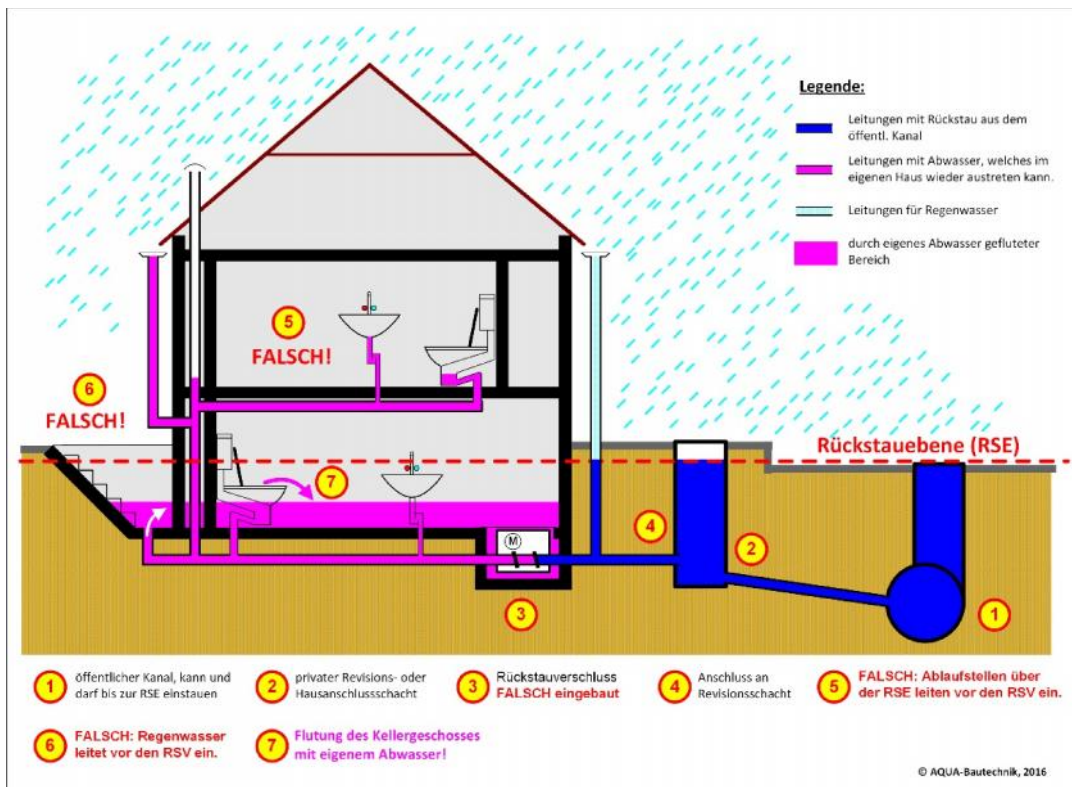 Legende:
Leitungen mit Rückstau aus dem
öffentl. Kanal
Leitungen mit Abwasser, welches im
eigenen Haus wieder austreten kann.
Leitungen für Regenwasser
durch eigenes Abwasser gefluteter
Bereich
5
FALSCH!
6
FALSCH!
Rückstauebene (RSE)
7
4
2
M
3
1
1 öffentlicher Kanal, kann und
darf bis zur RSE einstauen
2 privater Revisions- oder
Hausanschlussschacht
3 Rückstauverschluss
FALSCH eingebaut
4 Anschluss an
Revisionsschacht
5 FALSCH: Ablaufstellen über
der RSE leiten vor den RSV ein.
6 FALSCH: Regenwasser
leitet vor den RSV ein.
7 Flutung des Kellergeschosses
mit eigenem Abwasser!
© AQUA-Bautechnik, 2016